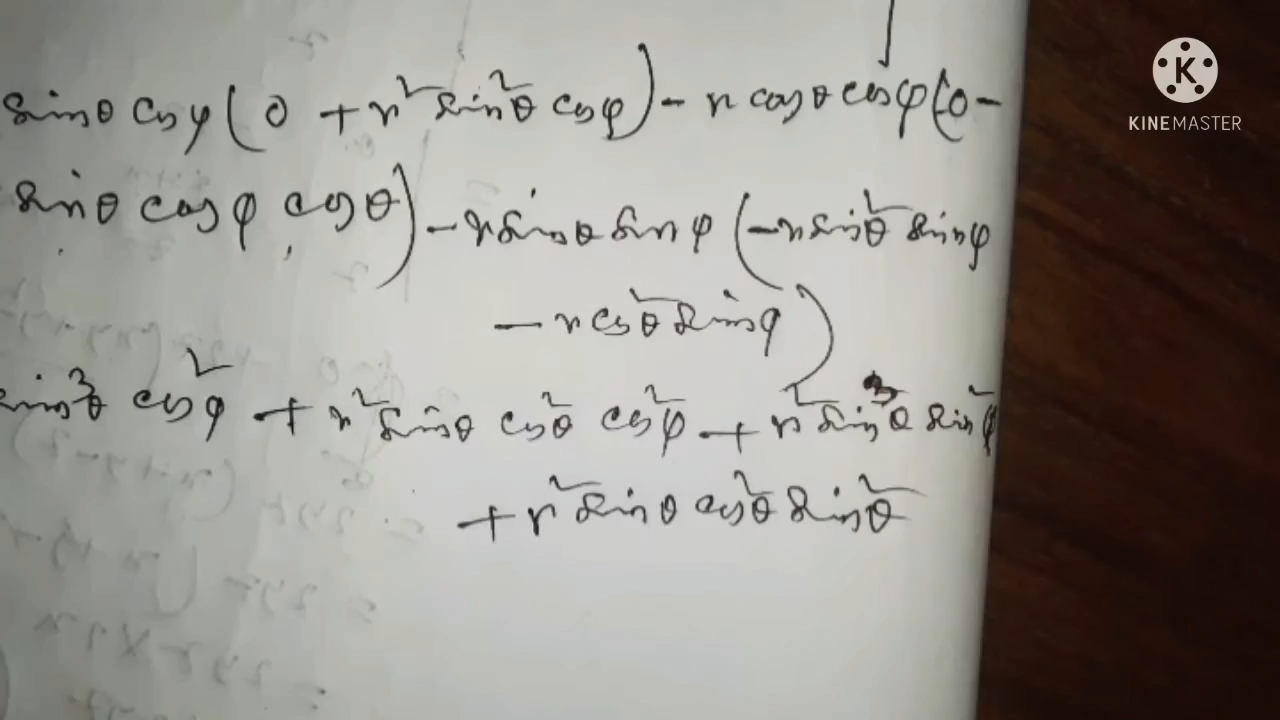 sinθ cosφ (0 + r² sin²θ cosφ) - r cosθ cosφ (0 -
sinθ cosφ cosθ) - r sinθ sinφ (- r sin²θ sinφ
- r cos²θ sinφ)
sin³θ cos²φ + r² sinθ cos²θ cos²φ + r² sin³θ sin²φ
+ r² sinθ cos²θ sin²θ
K
KINEMASTER